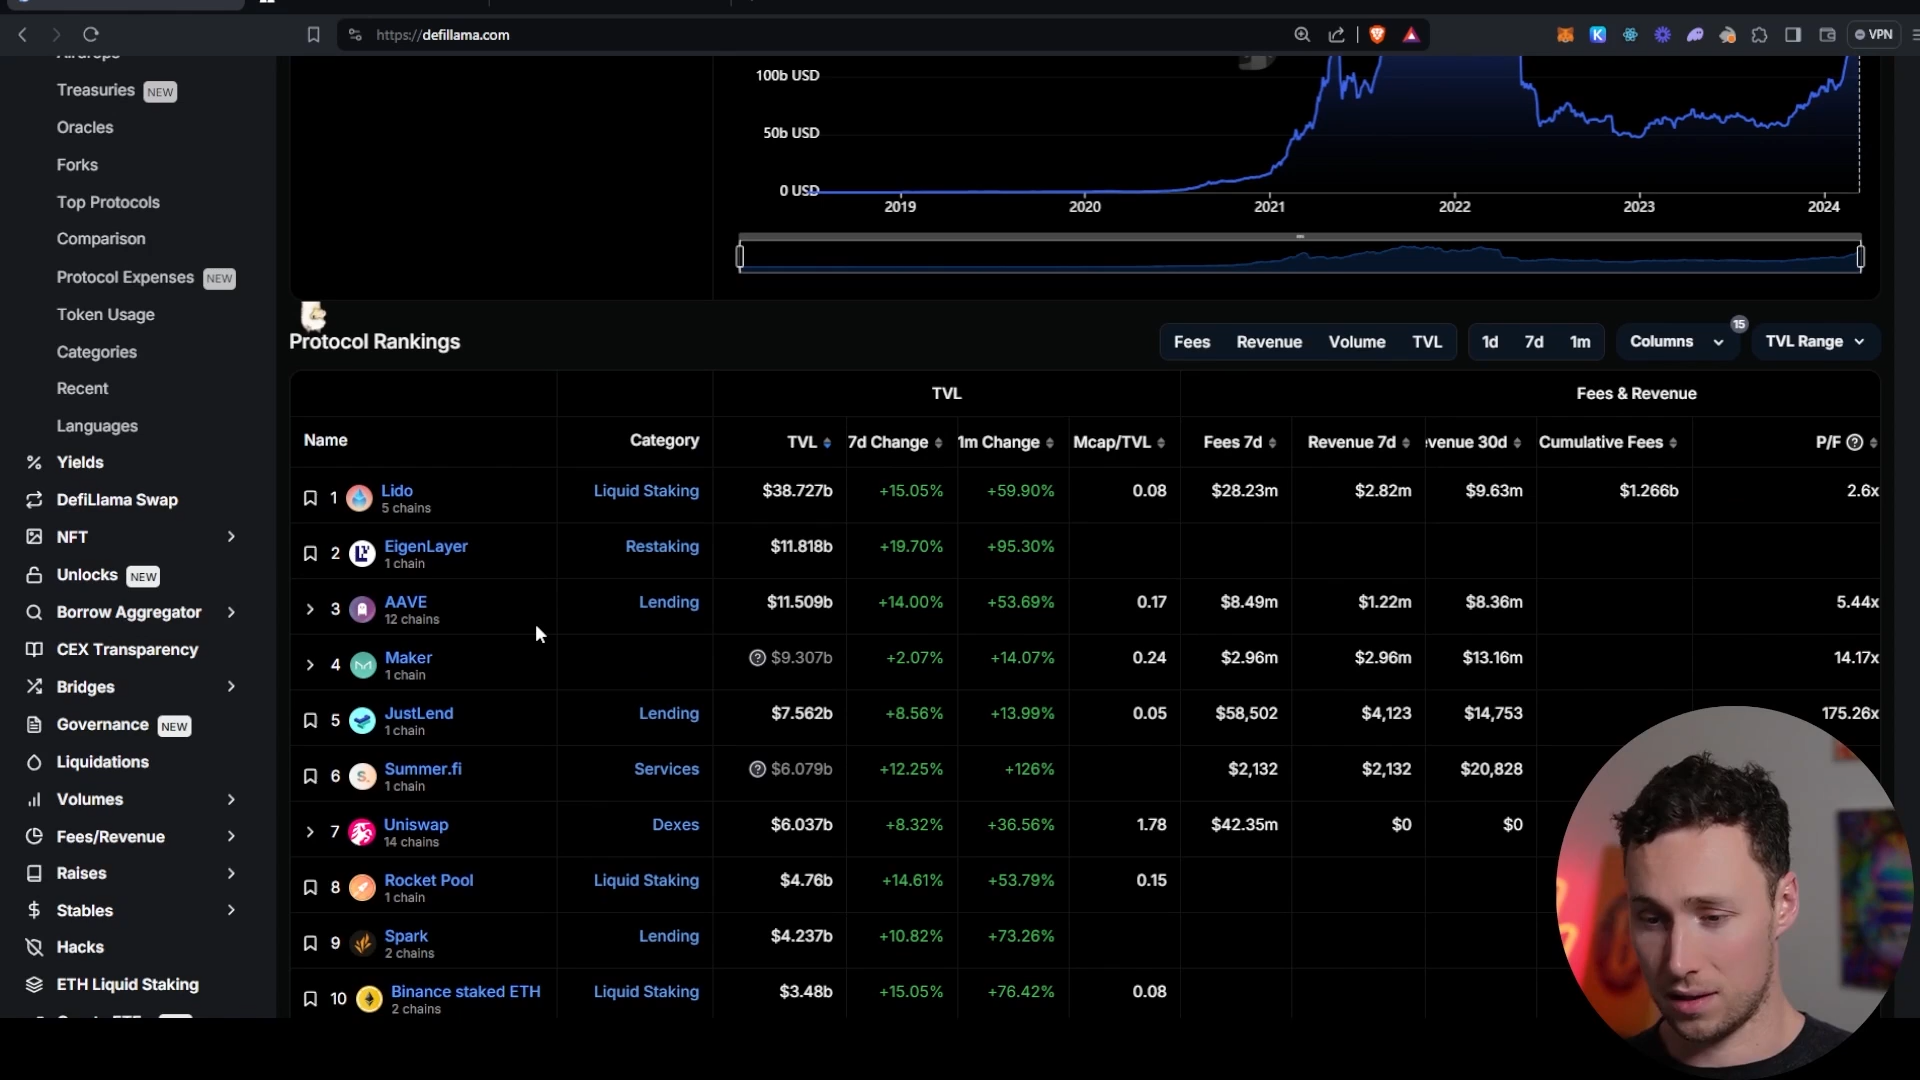 https://defillama.com
VPN
Airdrops
Treasuries NEW
Oracles
Forks
Top Protocols
Comparison
Protocol Expenses NEW
Token Usage
Categories
Recent
Languages
Yields
DefiLlama Swap
NFT
Unlocks NEW
Borrow Aggregator
CEX Transparency
Bridges
Governance NEW
Liquidations
Volumes
Fees/Revenue
Raises
Stables
Hacks
ETH Liquid Staking
100b USD
50b USD
0 USD
2019 2020 2021 2022 2023 2024
Protocol Rankings
Fees Revenue Volume TVL 1d 7d 1m Columns 15 TVL Range
TVL Fees & Revenue
Name Category TVL 7d Change 1m Change Mcap/TVL Fees 7d Revenue 7d evenue 30d Cumulative Fees P/F
1 Lido Liquid Staking $38.727b +15.05% +59.90% 0.08 $28.23m $2.82m $9.63m $1.266b 2.6x
5 chains
2 EigenLayer Restaking $11.818b +19.70% +95.30%
1 chain
3 AAVE Lending $11.509b +14.00% +53.69% 0.17 $8.49m $1.22m $8.36m 5.44x
12 chains
4 Maker $9.307b +2.07% +14.07% 0.24 $2.96m $2.96m $13.16m 14.17x
1 chain
5 JustLend Lending $7.562b +8.56% +13.99% 0.05 $58,502 $4,123 $14,753 175.26x
1 chain
6 Summer.fi Services $6.079b +12.25% +126% $2,132 $2,132 $20,828
1 chain
7 Uniswap Dexes $6.037b +8.32% +36.56% 1.78 $42.35m $0 $0
14 chains
8 Rocket Pool Liquid Staking $4.76b +14.61% +53.79% 0.15
1 chain
9 Spark Lending $4.237b +10.82% +73.26%
2 chains
10 Binance staked ETH Liquid Staking $3.48b +15.05% +76.42% 0.08
2 chains